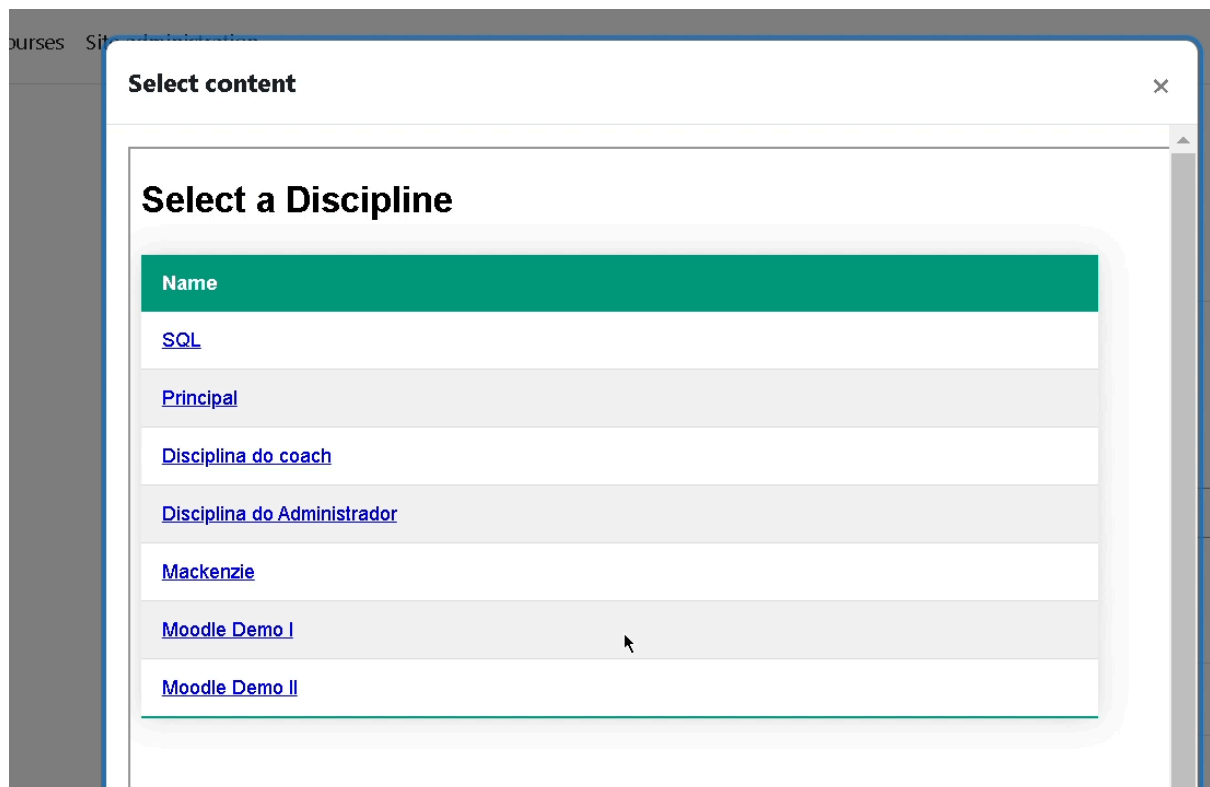 Select content
×
Select a Discipline
Name
SQL
Principal
Disciplina do coach
Disciplina do Administrador
Mackenzie
Moodle Demo I
Moodle Demo II